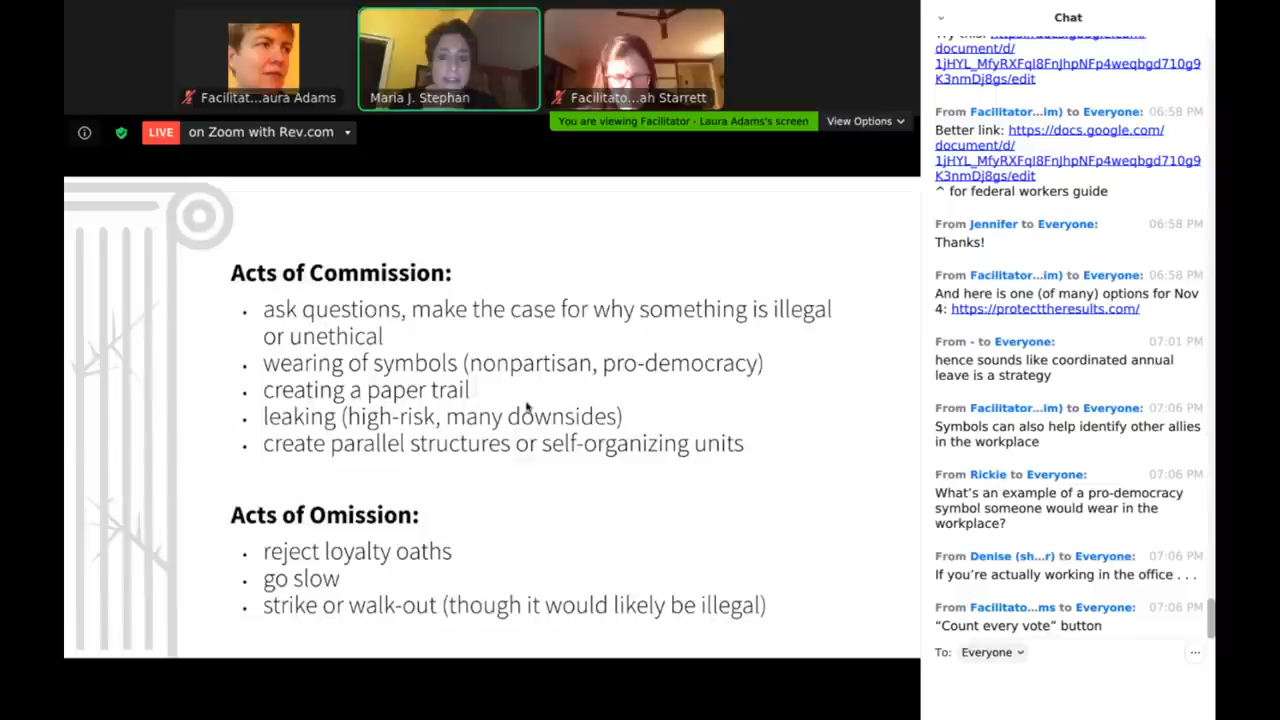 Facilitat...aura Adams
Maria J. Stephan
Facilitato...ah Starrett
LIVE on Zoom with Rev.com
You are viewing Facilitator - Laura Adams's screen
View Options
Acts of Commission:
• ask questions, make the case for why something is illegal
or unethical
• wearing of symbols (nonpartisan, pro-democracy)
• creating a paper trail
• leaking (high-risk, many downsides)
• create parallel structures or self-organizing units
Acts of Omission:
• reject loyalty oaths
• go slow
• strike or walk-out (though it would likely be illegal)
Chat
document/d/
1jHYL_MfyRXFqI8FnJhpNFp4weqbgd710g9
K3nmDj8gs/edit
From Facilitator...im) to Everyone: 06:58 PM
Better link: https://docs.google.com/
document/d/
1jHYL_MfyRXFqI8FnJhpNFp4weqbgd710g9
K3nmDj8gs/edit
^ for federal workers guide
From Jennifer to Everyone: 06:58 PM
Thanks!
From Facilitator...im) to Everyone: 06:58 PM
And here is one (of many) options for Nov
4: https://protecttheresults.com/
From - to Everyone: 07:01 PM
hence sounds like coordinated annual
leave is a strategy
From Facilitator...im) to Everyone: 07:06 PM
Symbols can also help identify other allies
in the workplace
From Rickie to Everyone: 07:06 PM
What's an example of a pro-democracy
symbol someone would wear in the
workplace?
From Denise (sh...r) to Everyone: 07:06 PM
If you're actually working in the office . . .
From Facilitato...ms to Everyone: 07:06 PM
“Count every vote” button
To: Everyone
...